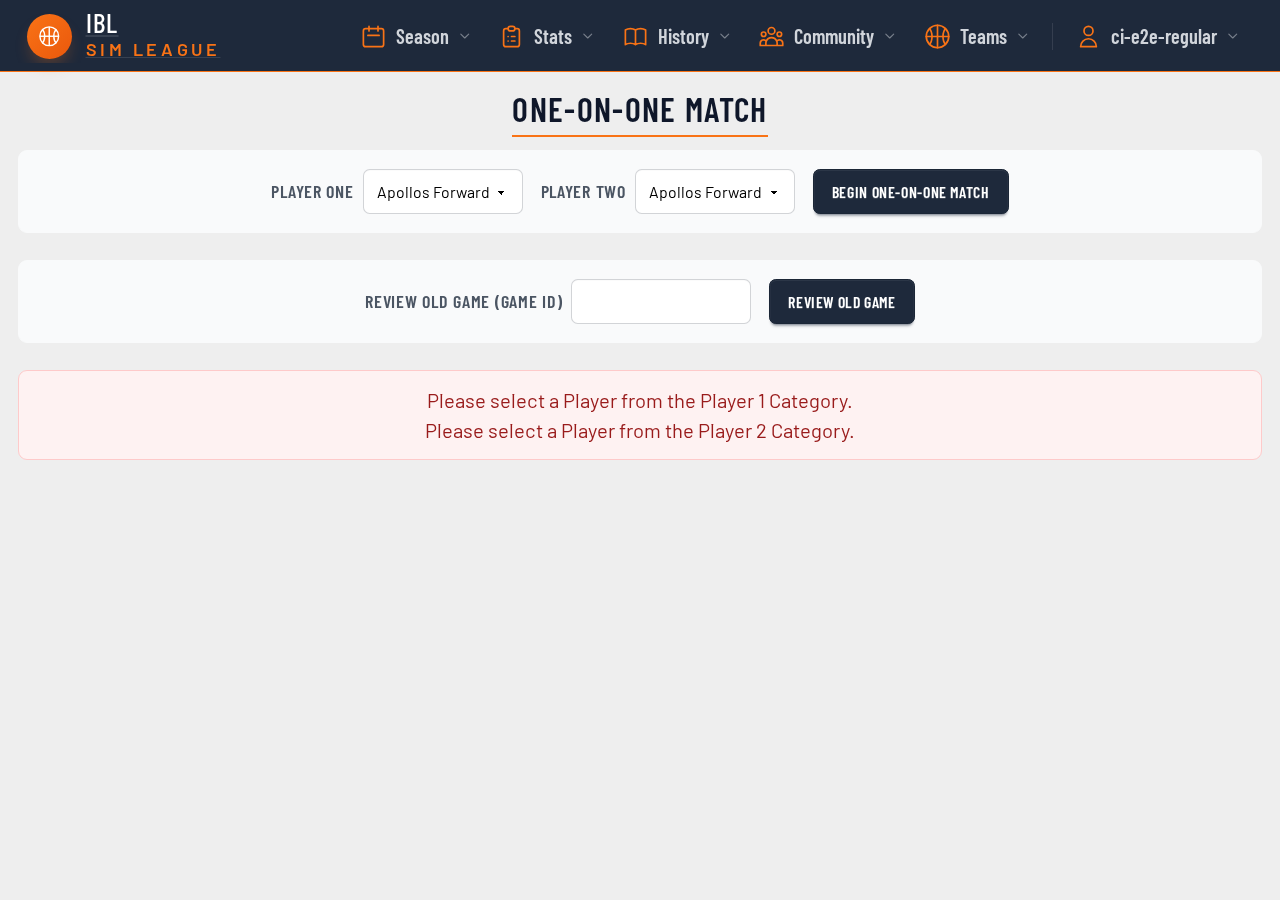 IBL
SIM LEAGUE
Season
Stats
History
Community
Teams
ci-e2e-regular
ONE-ON-ONE MATCH
PLAYER ONE
Apollos Forward
PLAYER TWO
Apollos Forward
BEGIN ONE-ON-ONE MATCH
REVIEW OLD GAME (GAME ID)
REVIEW OLD GAME
Please select a Player from the Player 1 Category.
Please select a Player from the Player 2 Category.